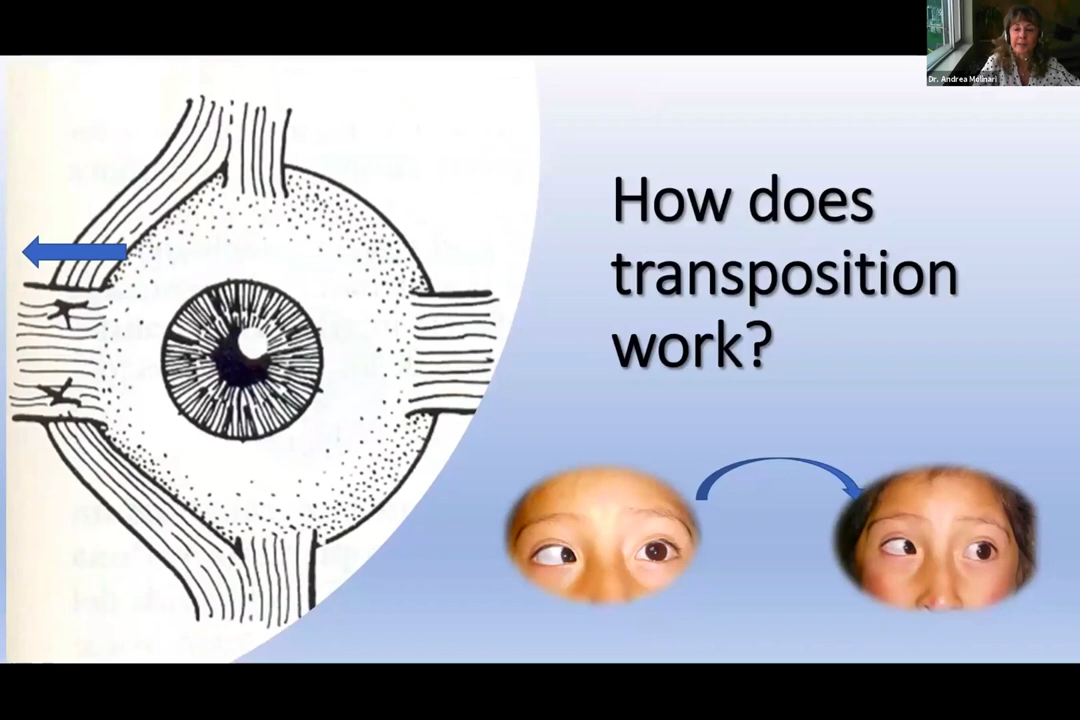 Dr. Andrea Molinari
How does
transposition
work?